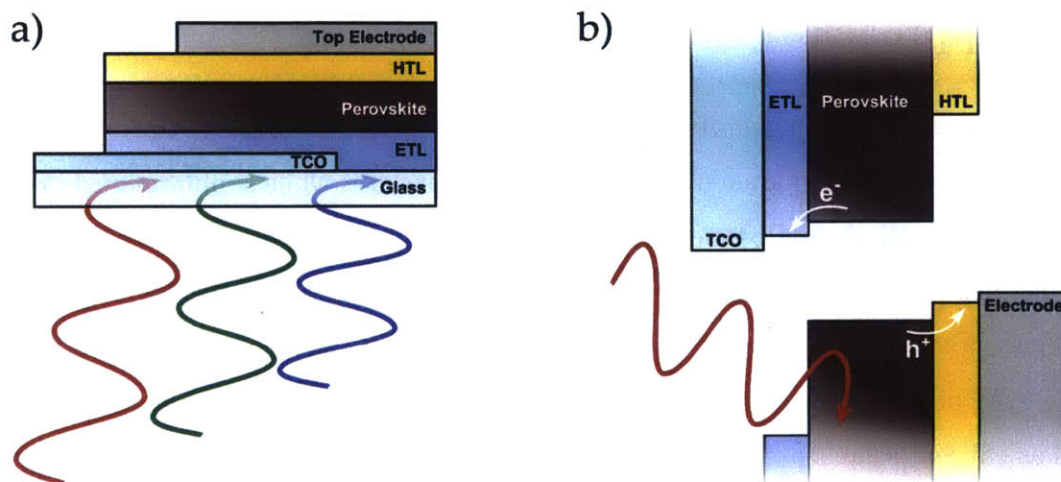 a)
Top Electrode
HTL
Perovskite
ETL
TCO
Glass
b)
ETL
Perovskite
HTL
e-
TCO
Electrode
h+